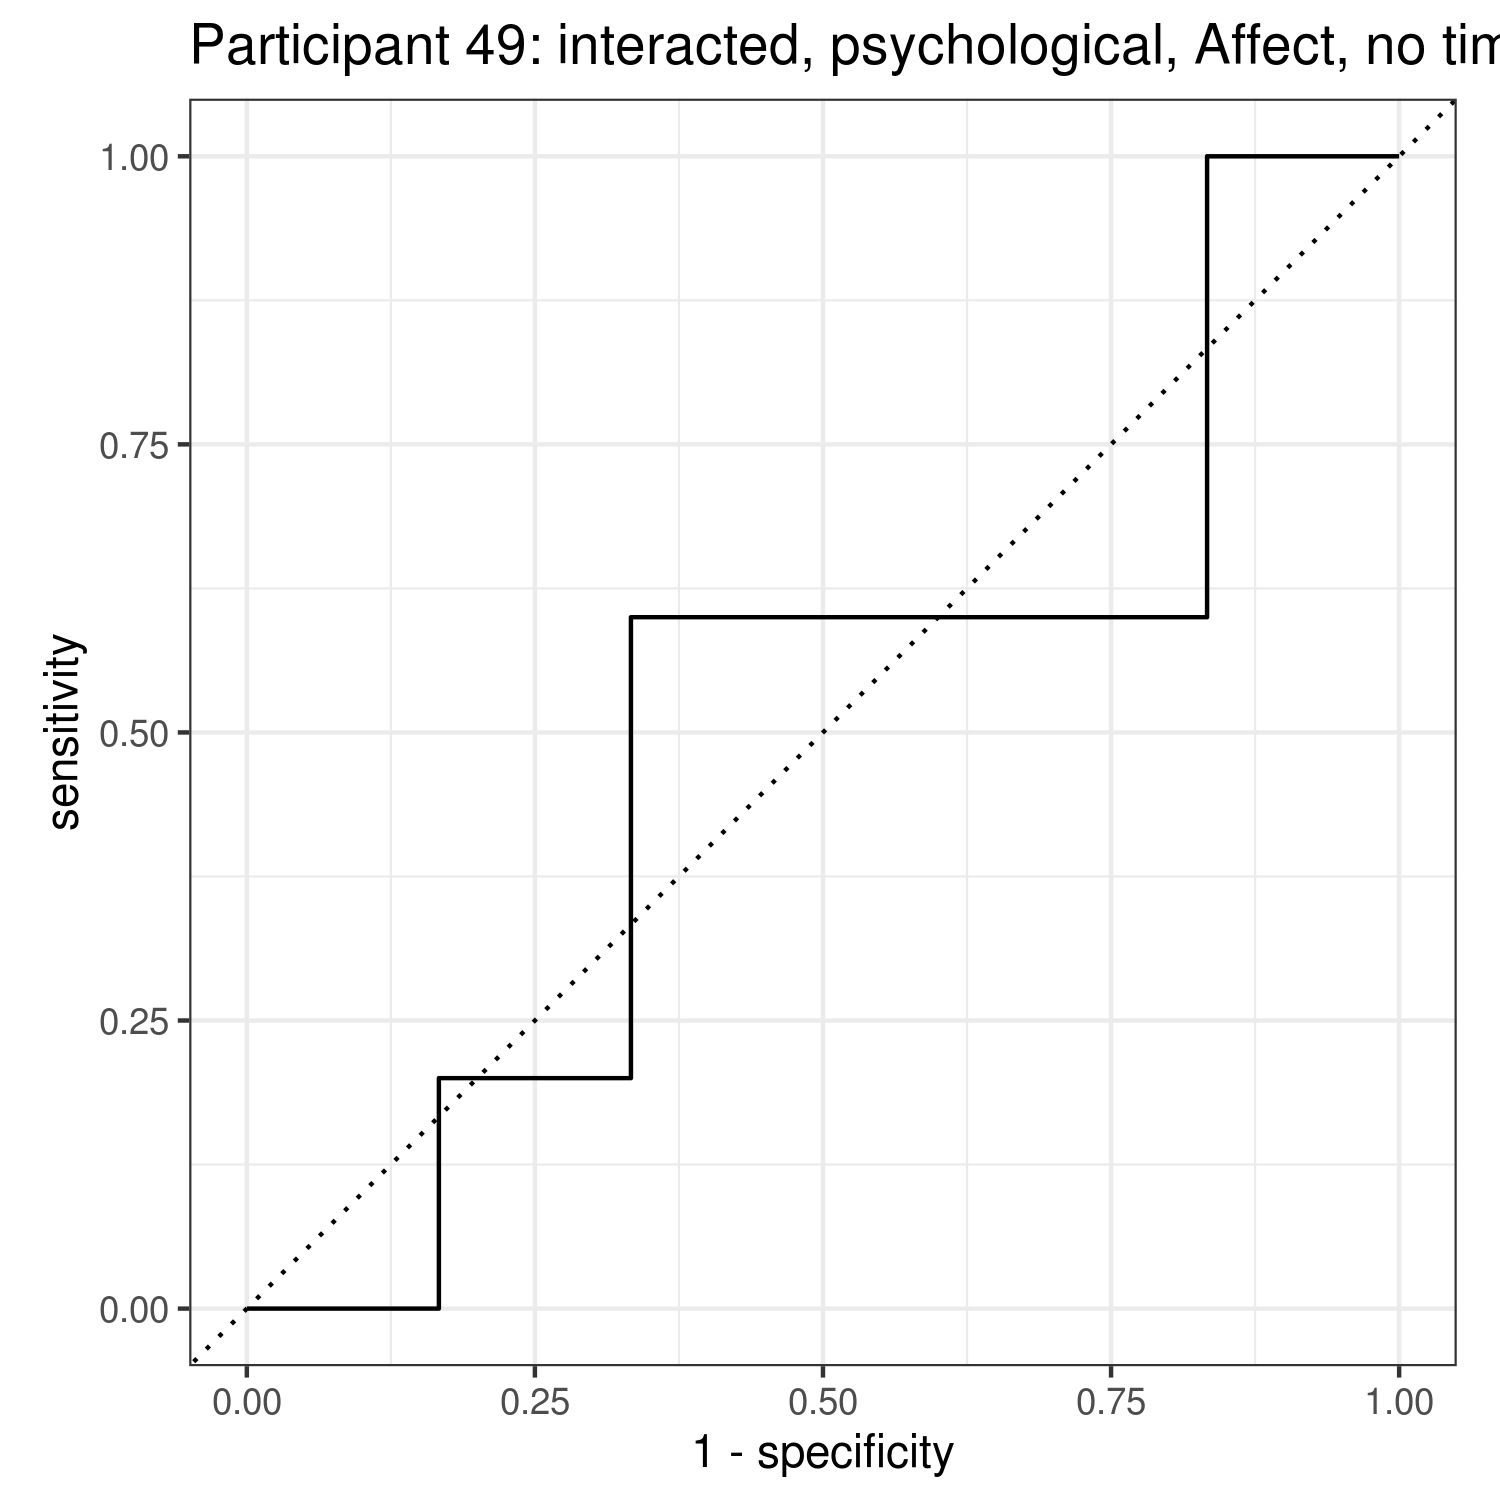 Participant 49: interacted, psychological, Affect, no tim
1.00
0.75
0.50
0.25
0.00
sensitivity
0.00 0.25 0.50 0.75 1.00
1 - specificity